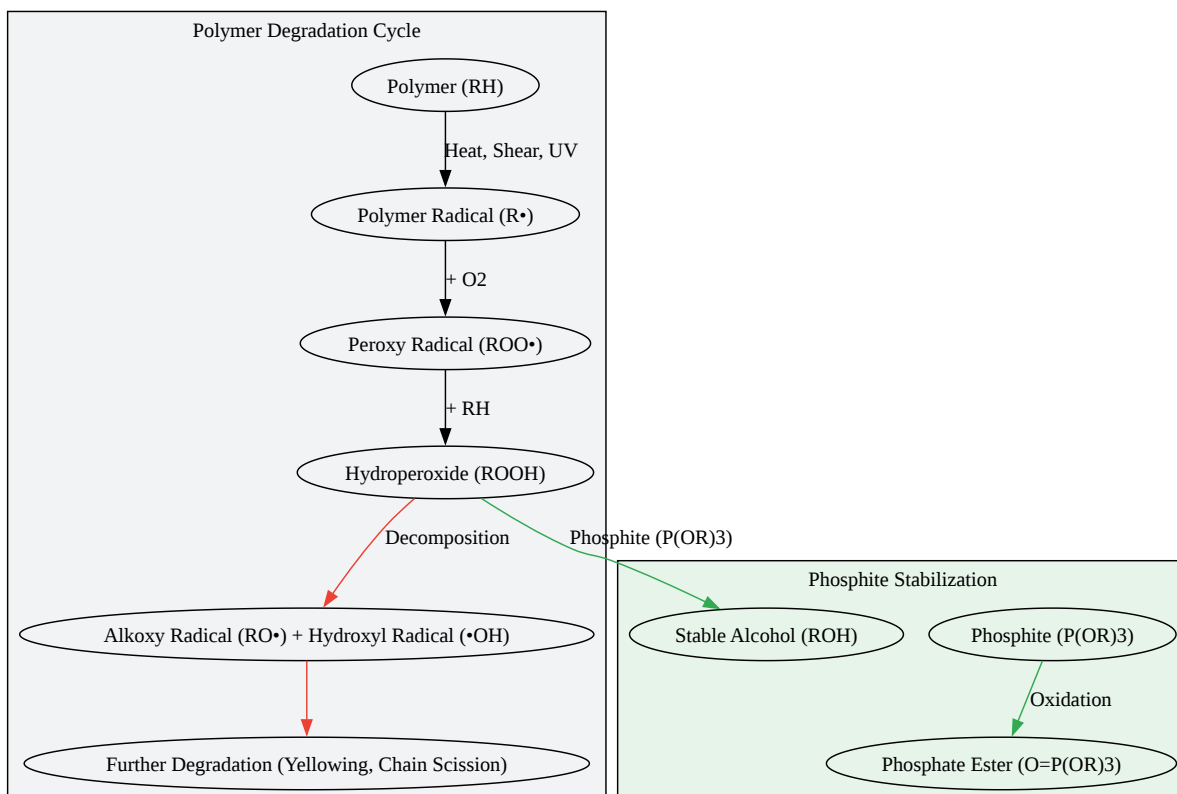 Polymer Degradation Cycle
Polymer (RH)
Heat, Shear, UV
Polymer Radical (R•)
+ O2
Peroxy Radical (ROO•)
+ RH
Hydroperoxide (ROOH)
Decomposition
Phosphite (P(OR)3)
Phosphite Stabilization
Alkoxy Radical (RO•) + Hydroxyl Radical (•OH)
Stable Alcohol (ROH)
Phosphite (P(OR)3)
Oxidation
Further Degradation (Yellowing, Chain Scission)
Phosphate Ester (O=P(OR)3)